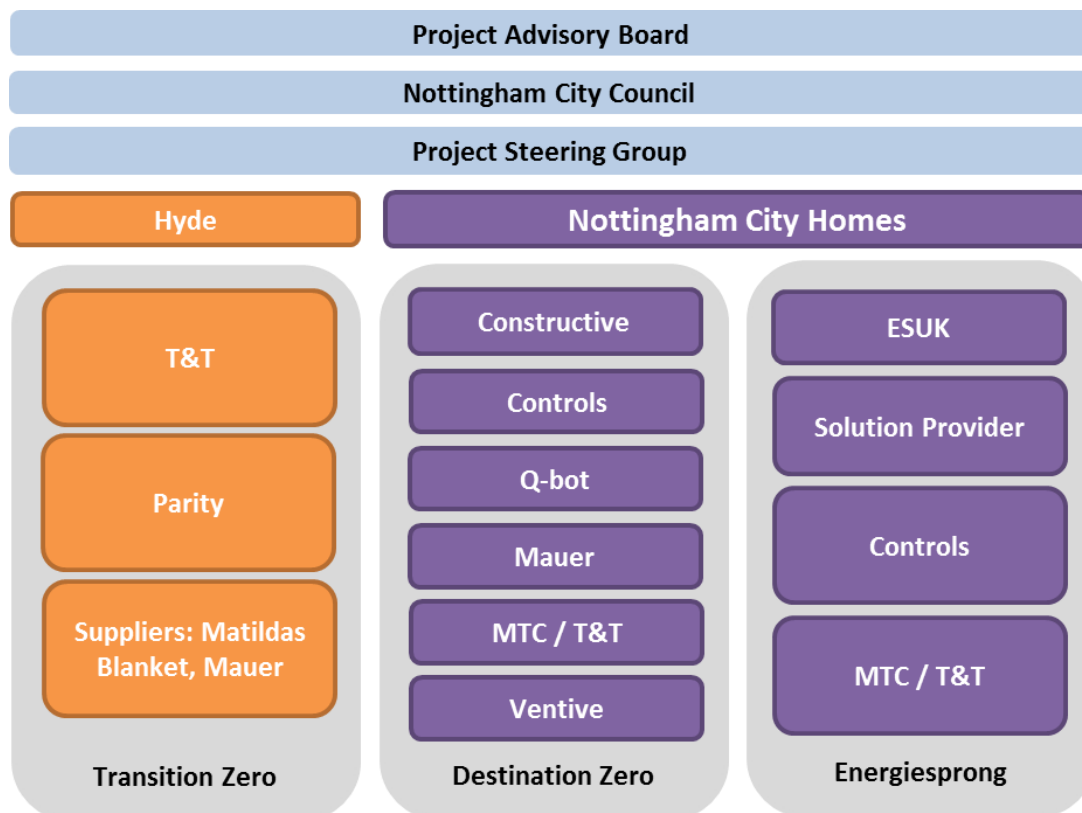 Project Advisory Board
Nottingham City Council
Project Steering Group
Hyde
Nottingham City Homes
T&T
Parity
Suppliers: Matildas
Blanket, Mauer
Transition Zero
Constructive
Controls
Q-bot
Mauer
MTC / T&T
Ventive
Destination Zero
ESUK
Solution Provider
Controls
MTC / T&T
Energiesprong